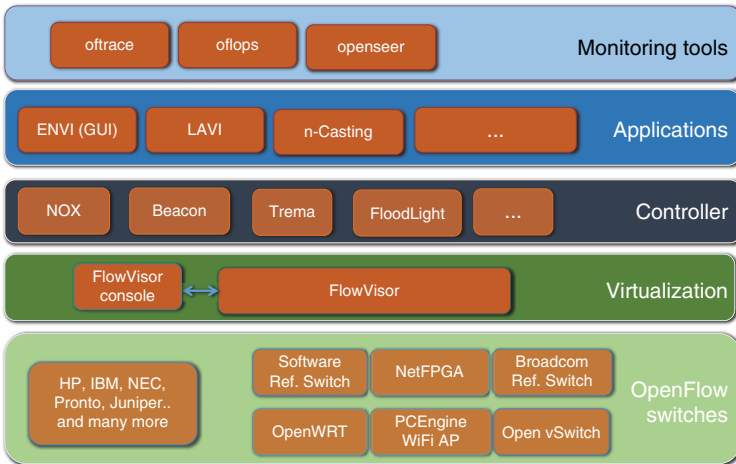 oftrace
oflops
openseer
Monitoring tools
ENVI (GUI)
LAVI
n-Casting
...
Applications
NOX
Beacon
Trema
FloodLight
...
Controller
FlowVisor
console
FlowVisor
Virtualization
HP, IBM, NEC,
Pronto, Juniper..
and many more
Software
Ref. Switch
NetFPGA
Broadcom
Ref. Switch
OpenWRT
PCEngine
WiFi AP
Open vSwitch
OpenFlow
switches